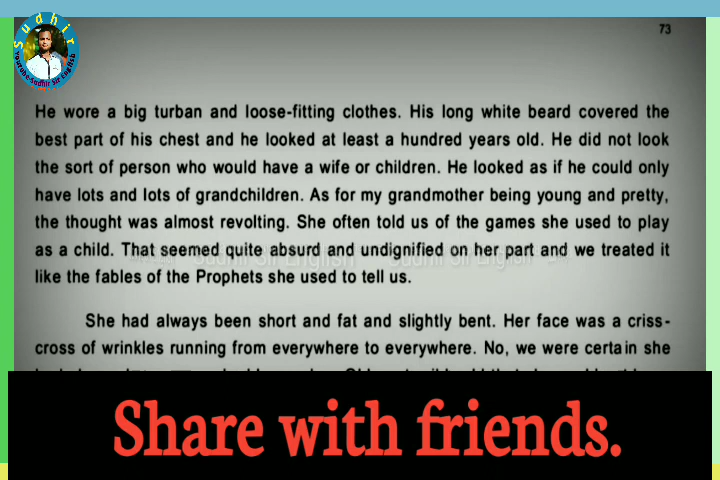 Sudhir
Youtube-Sudhir Sir English
73
He wore a big turban and loose-fitting clothes. His long white beard covered the
best part of his chest and he looked at least a hundred years old. He did not look
the sort of person who would have a wife or children. He looked as if he could only
have lots and lots of grandchildren. As for my grandmother being young and pretty,
the thought was almost revolting. She often told us of the games she used to play
as a child. That seemed quite absurd and undignified on her part and we treated it
like the fables of the Prophets she used to tell us.
She had always been short and fat and slightly bent. Her face was a criss-
cross of wrinkles running from everywhere to everywhere. No, we were certain she
Share with friends.